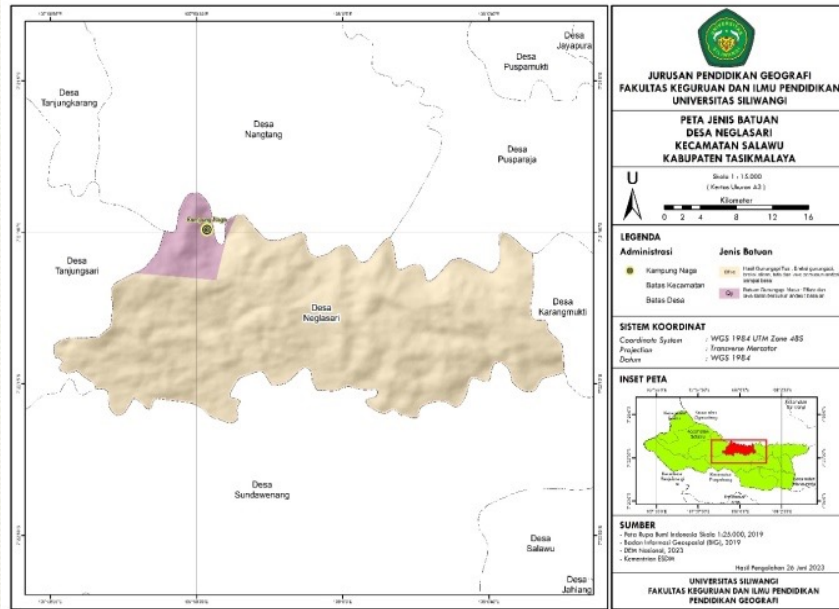 Desa
Jayapura
Desa
Puspamukti
Desa
Tanjungkarang
Desa
Nangtang
Desa
Pusparaja
Kampung Naga
Desa
Tanjungsari
Desa
Neglasari
Desa
Karangmukti
Desa
Sundawenang
Desa
Salawu
Desa
Jahiang
JURUSAN PENDIDIKAN GEOGRAFI
FAKULTAS KEGURUAN DAN ILMU PENDIDIKAN
UNIVERSITAS SILIWANGI
PETA JENIS BATUAN
DESA NEGLASARI
KECAMATAN SALAWU
KABUPATEN TASIKMALAYA
U
Skala 1 : 15.000
( Kertas Ukuran A3 )
Kilometer
0 2 4 8 12 16
LEGENDA
Administrasi
Kampung Naga
Batas Kecamatan
Batas Desa
Jenis Batuan
SISTEM KOORDINAT
Coordinate System : WGS 1984 UTM Zone 48S
Projection : Transverse Mercator
Datum : WGS 1984
INSET PETA
SUMBER
- Peta Rupa Bumi Indonesia Skala 1:25.000, 2019
- Badan Informasi Geospasial (BIG), 2019
- DEM Nasional, 2023
- Kementrian ESDM
Hasil Pengolahan 26 Juni 2023
UNIVERSITAS SILIWANGI
FAKULTAS KEGURUAN DAN ILMU PENDIDIKAN
PENDIDIKAN GEOGRAFI